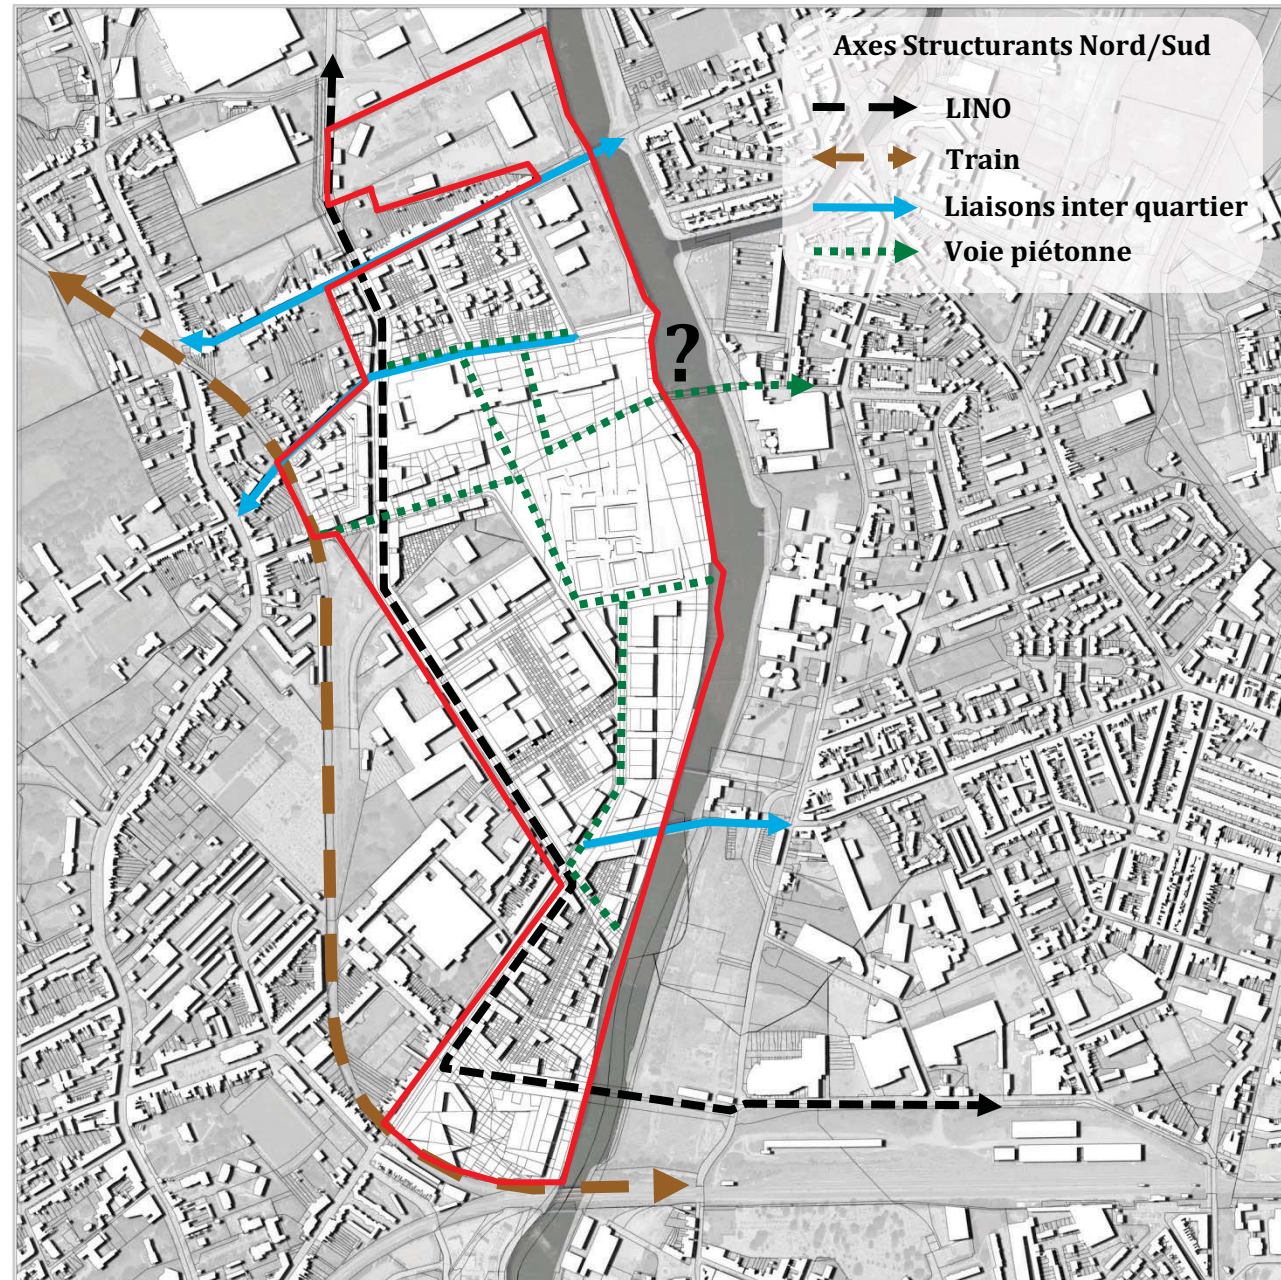 Axes Structurants Nord/Sud
LINO
Train
Liaisons inter quartier
Voie piétonne
?